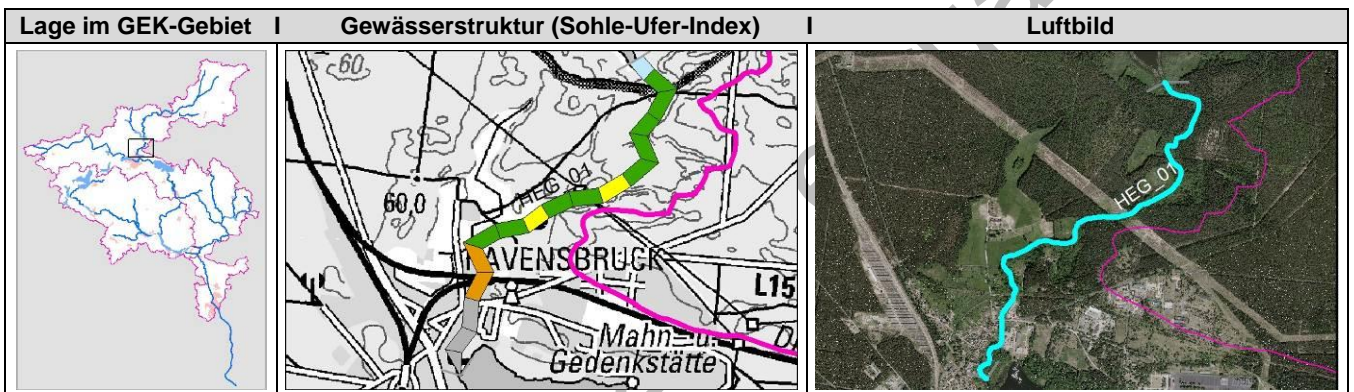 Lage im GEK-Gebiet I Gewässerstruktur (Sohle-Ufer-Index) I Luftbild
60
HEG_01
60,0
RAVENSBRÜCK
L15
Mahn- u.
Gedenkstätte
HEG_01